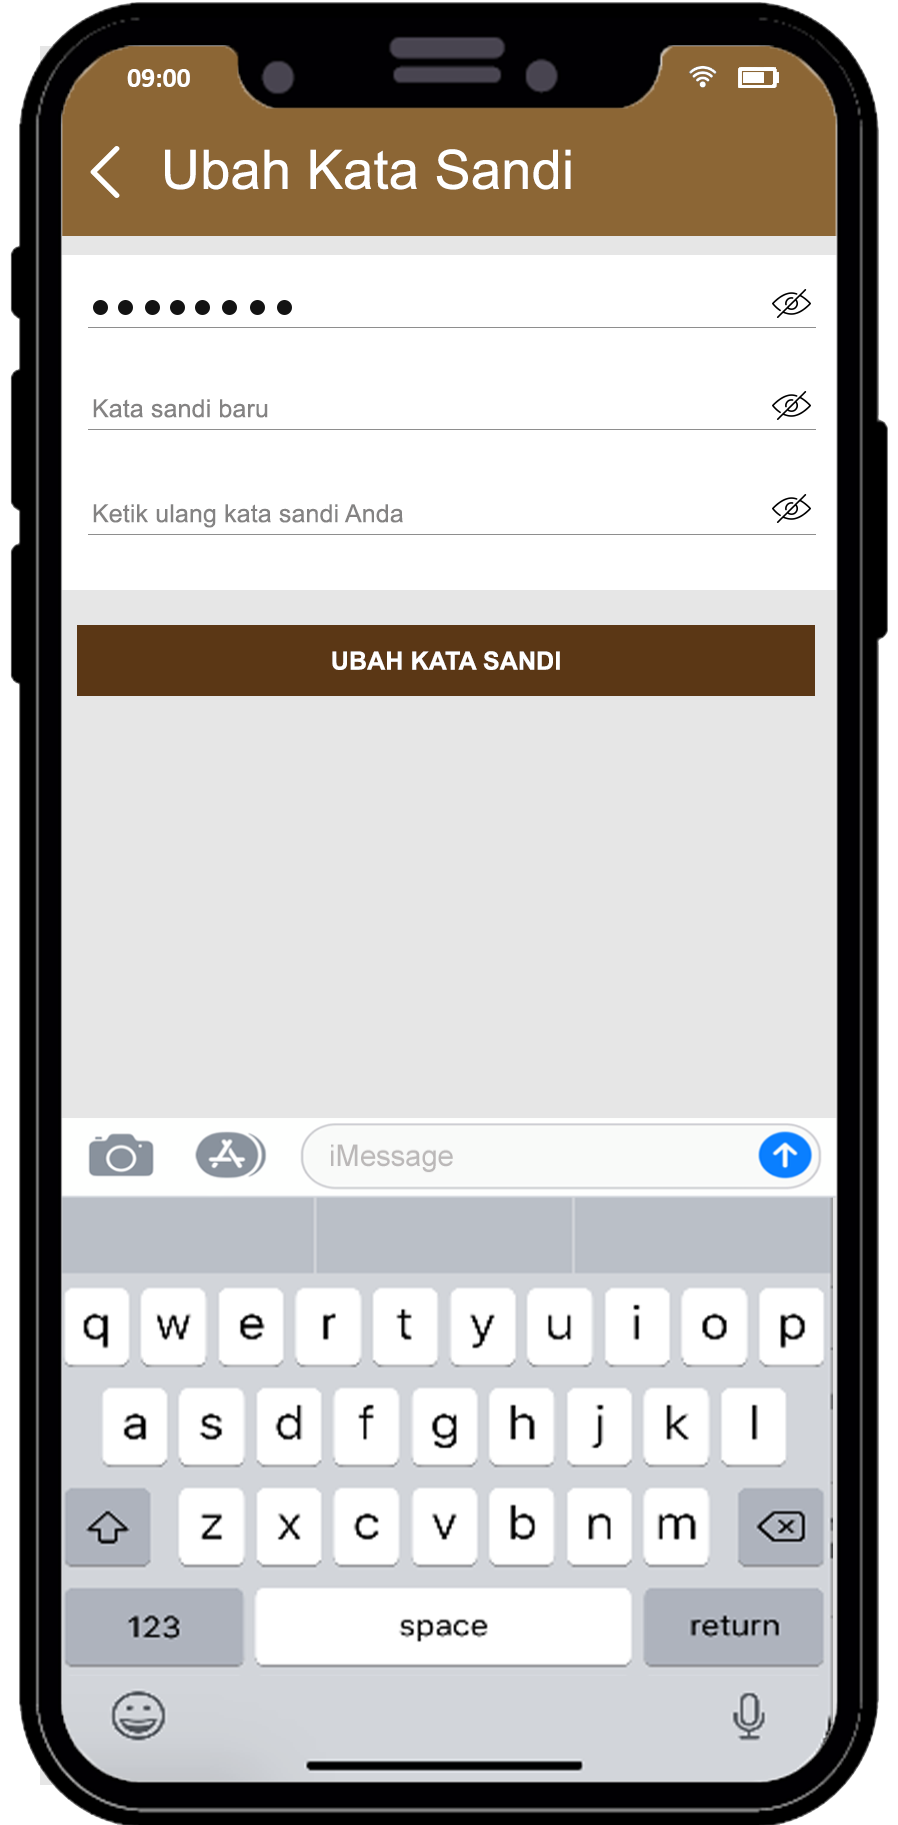 09:00
Ubah Kata Sandi
Kata sandi baru
Ketik ulang kata sandi Anda
UBAH KATA SANDI
iMessage
q w e r t y u i o p
a s d f g h j k l
z x c v b n m
123 space return